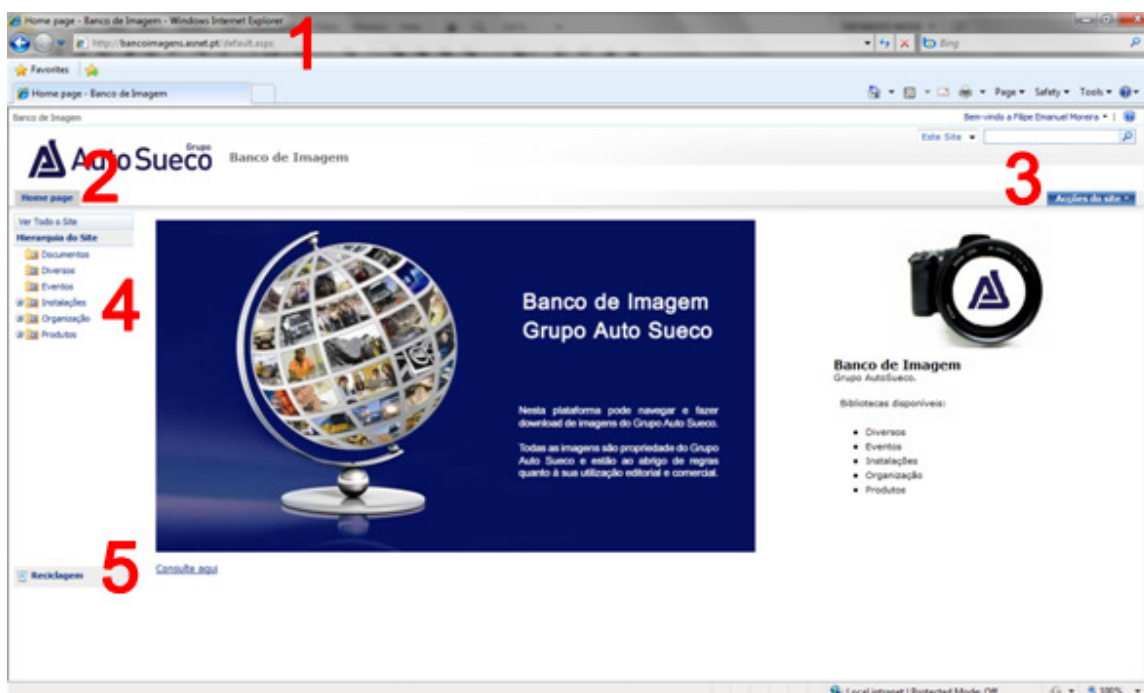 Home page - Banco de Imagem - Windows Internet Explorer
1
http://bancoimagens.asnet.pt/default.aspx
Bing
Favorites
Home page - Banco de Imagem
Page
Safety
Tools
Banco de Imagem
Bem-vindo a Filipe Emanuel Moreira
Este Site
Grupo
Auto Sueco
Banco de Imagem
2
3
Home page
Acções do site
Ver Todo o Site
Hierarquia do Site
Documentos
Diversos
Eventos
Instalações
Organização
Produtos
4
Banco de Imagem
Grupo Auto Sueco
Nesta plataforma pode navegar e fazer
download de imagens do Grupo Auto Sueco.
Todas as imagens são propriedade do Grupo
Auto Sueco e estão ao abrigo de regras
quanto á sua utilização editorial e comercial.
Banco de Imagem
Grupo AutoSueco.
Bibliotecas disponíveis:
Diversos
Eventos
Instalações
Organização
Produtos
5
Reciclagem
Consulte aqui
Local intranet | Protected Mode: Off
100%